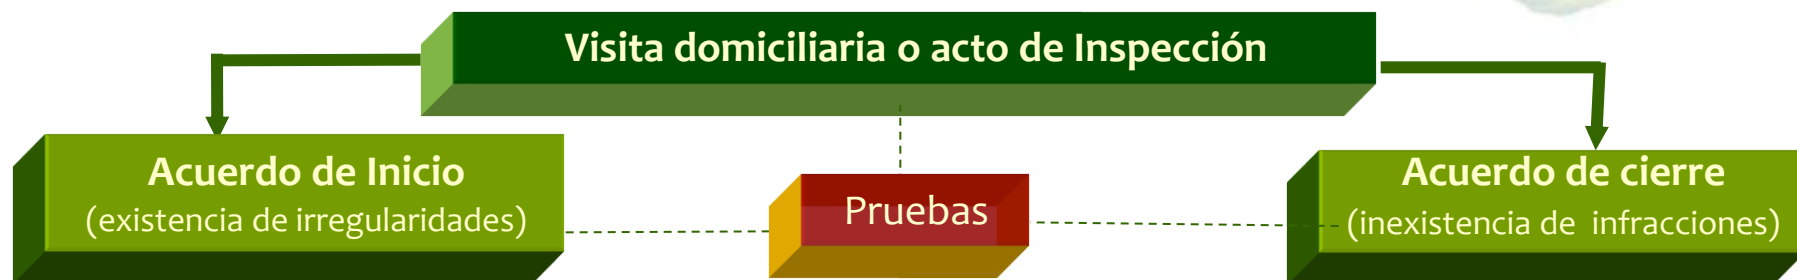 Visita domiciliaria o acto de Inspección
Acuerdo de Inicio
(existencia de irregularidades)
Pruebas
Acuerdo de cierre
(inexistencia de infracciones)